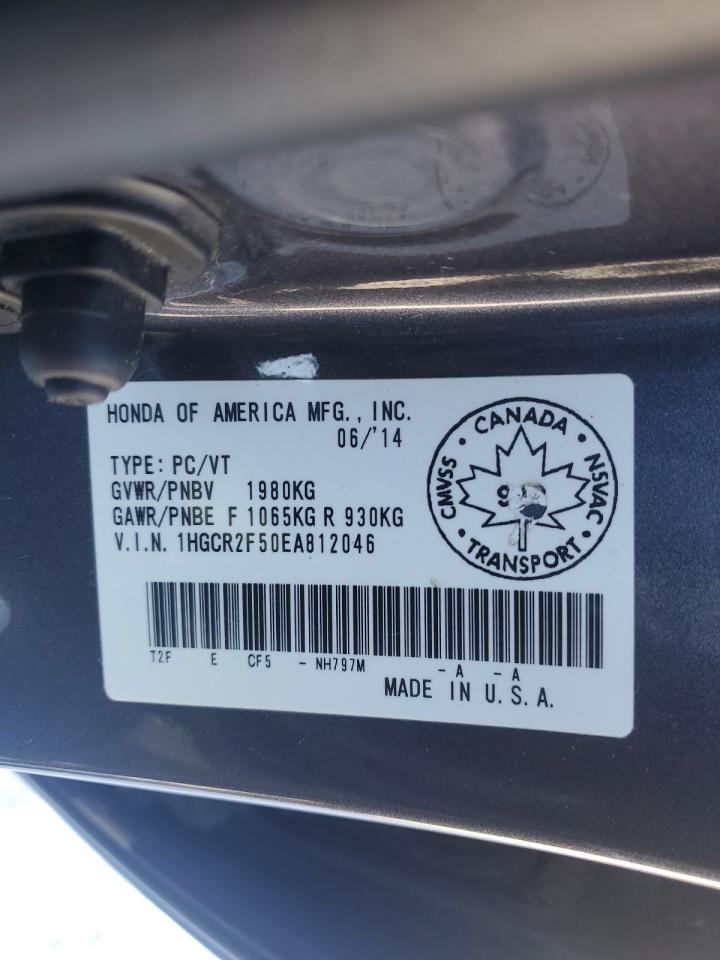 HONDA OF AMERICA MFG., INC.
06/'14
TYPE: PC/VT
GVWR/PNBV 1980KG
GAWR/PNBE F 1065KG R 930KG
V.I.N. 1HGCR2F50EA812046
CANADA
CMVSS
NSVAC
TRANSPORT
T2F E CF5 - NH797M -A -A
MADE IN U.S.A.